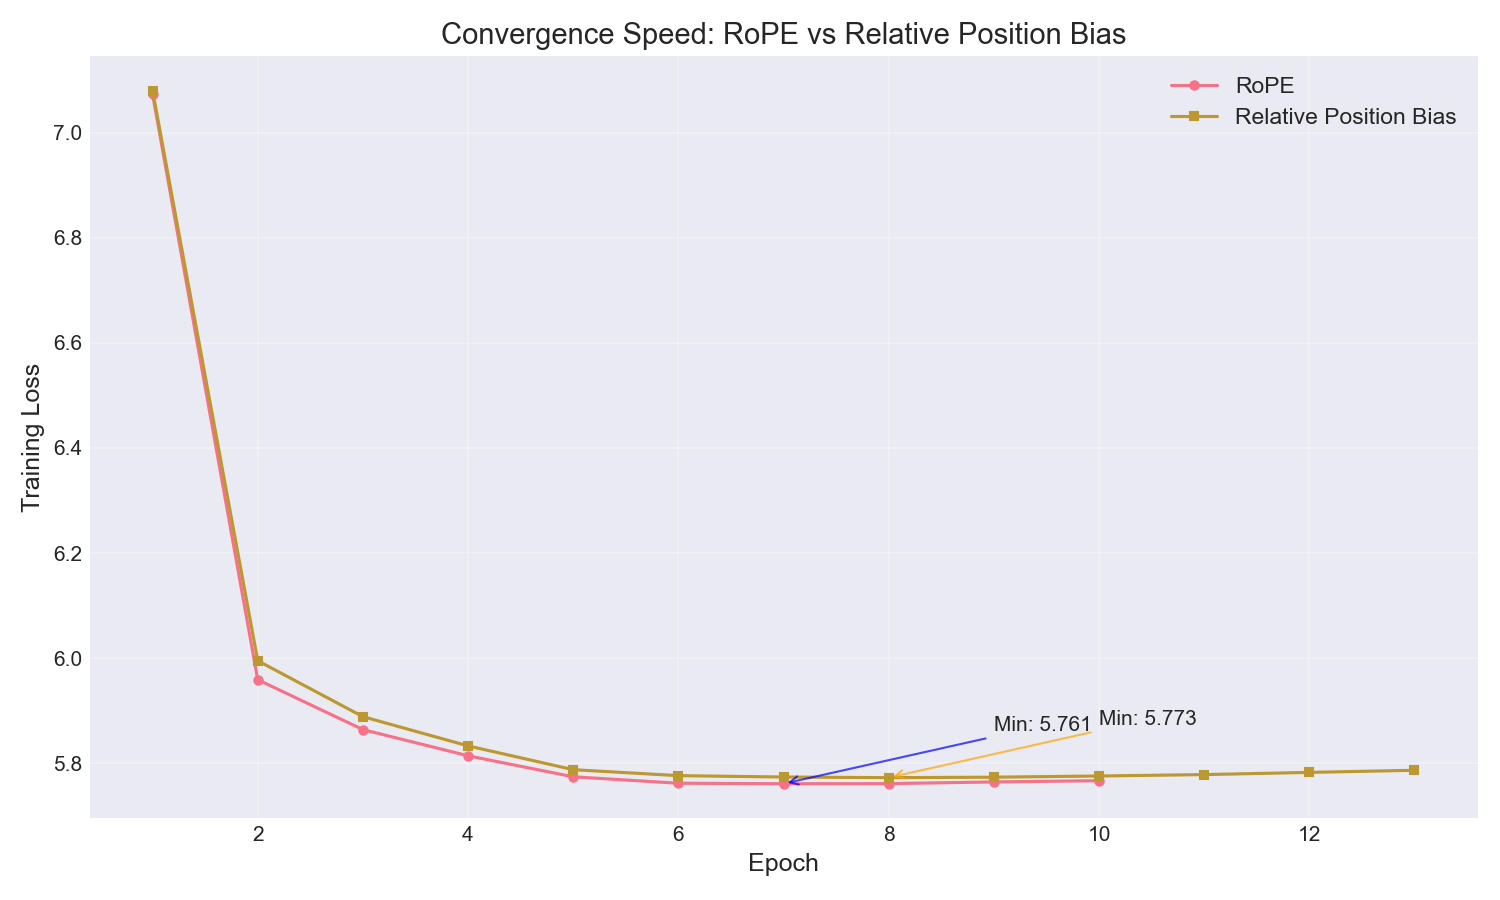 Convergence Speed: RoPE vs Relative Position Bias
RoPE
Relative Position Bias
Training Loss
7.0
6.8
6.6
6.4
6.2
6.0
5.8
Min: 5.761
Min: 5.773
2
4
6
8
10
12
Epoch